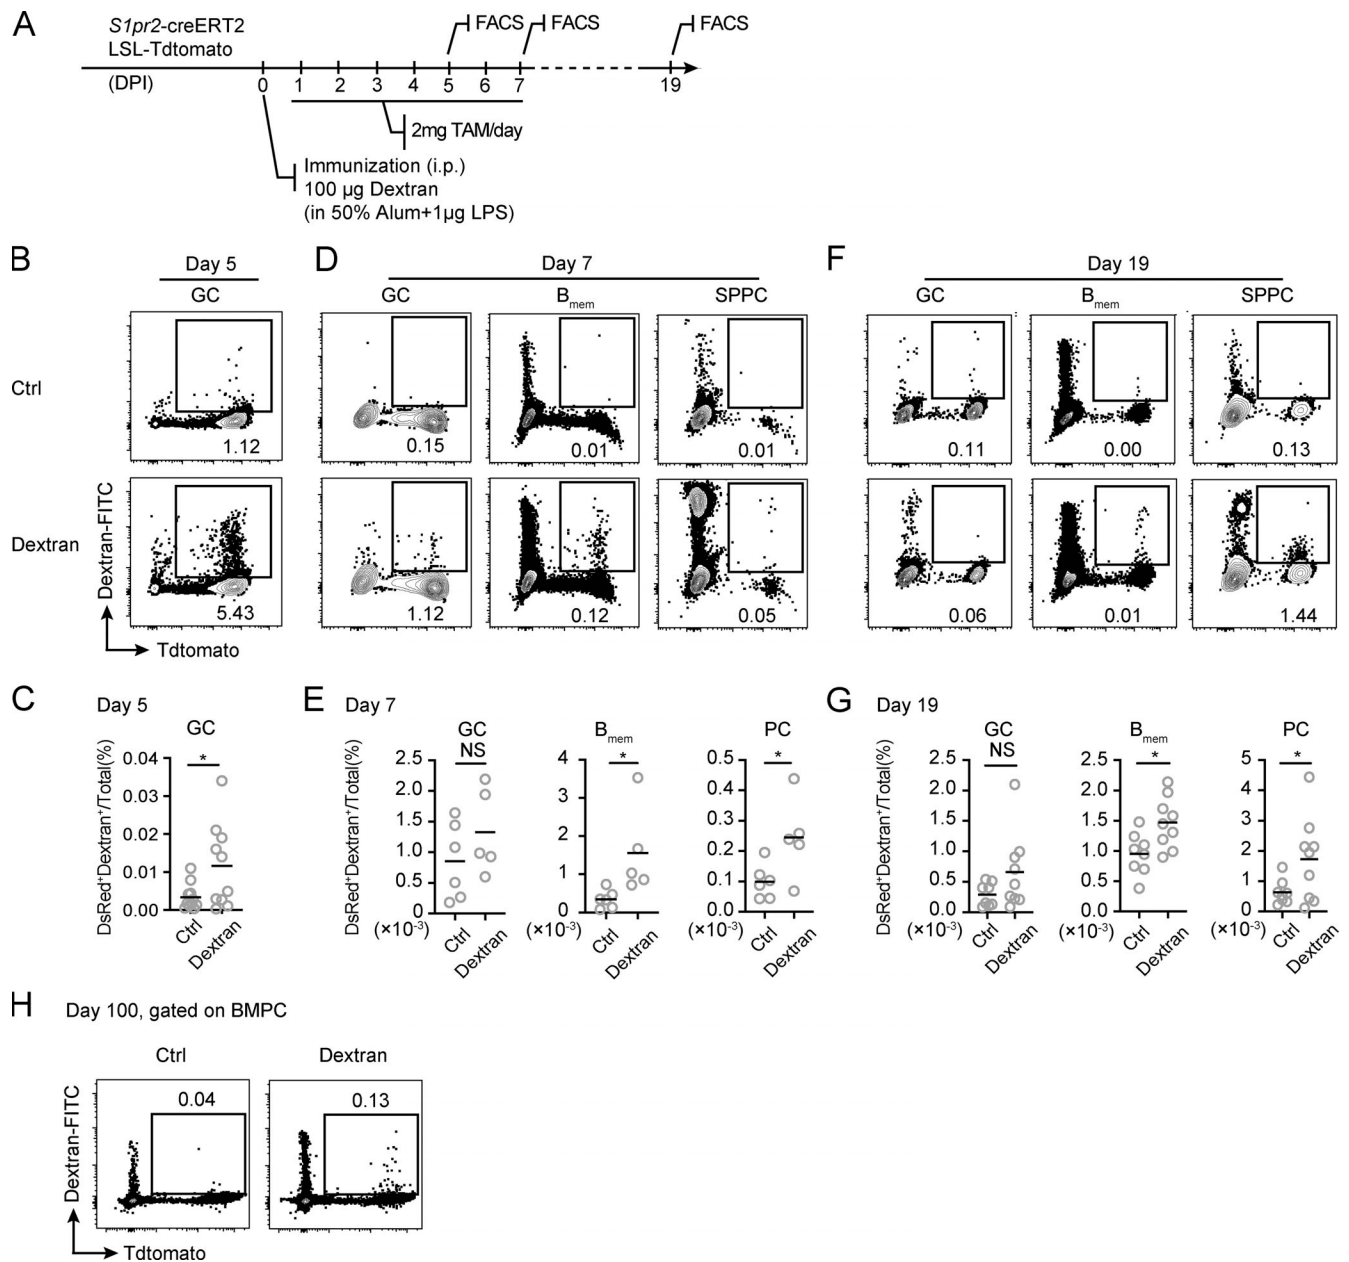 A
S1pr2-creERT2
LSL-Tdtomato
(DPI)
FACS
FACS
FACS
0 1 2 3 4 5 6 7 19
2mg TAM/day
Immunization (i.p.)
100 µg Dextran
(in 50% Alum+1µg LPS)
B
Day 5
GC
Ctrl
1.12
Dextran
5.43
Dextran-FITC
Tdtomato
D
Day 7
GC Bmem SPPC
0.15 0.01 0.01
1.12 0.12 0.05
F
Day 19
GC Bmem SPPC
0.11 0.00 0.13
0.06 0.01 1.44
C
Day 5
GC
*
DsRed+Dextran+/Total(%)
0.04
0.03
0.02
0.01
0.00
Ctrl
Dextran
E
Day 7
DsRed+Dextran+/Total(%)
(×10-3)
GC
NS
2.5
2.0
1.5
1.0
0.5
0
Ctrl
Dextran
Bmem
*
4
3
2
1
0
(×10-3)
Ctrl
Dextran
PC
*
0.5
0.4
0.3
0.2
0.1
0.0
(×10-3)
Ctrl
Dextran
G
Day 19
DsRed+Dextran+/Total(%)
(×10-3)
GC
NS
2.5
2.0
1.5
1.0
0.5
0.0
Ctrl
Dextran
Bmem
*
2.5
2.0
1.5
1.0
0.5
0.0
(×10-3)
Ctrl
Dextran
PC
*
5
4
3
2
1
0
(×10-3)
Ctrl
Dextran
H
Day 100, gated on BMPC
Ctrl
Dextran
0.04
0.13
Dextran-FITC
Tdtomato